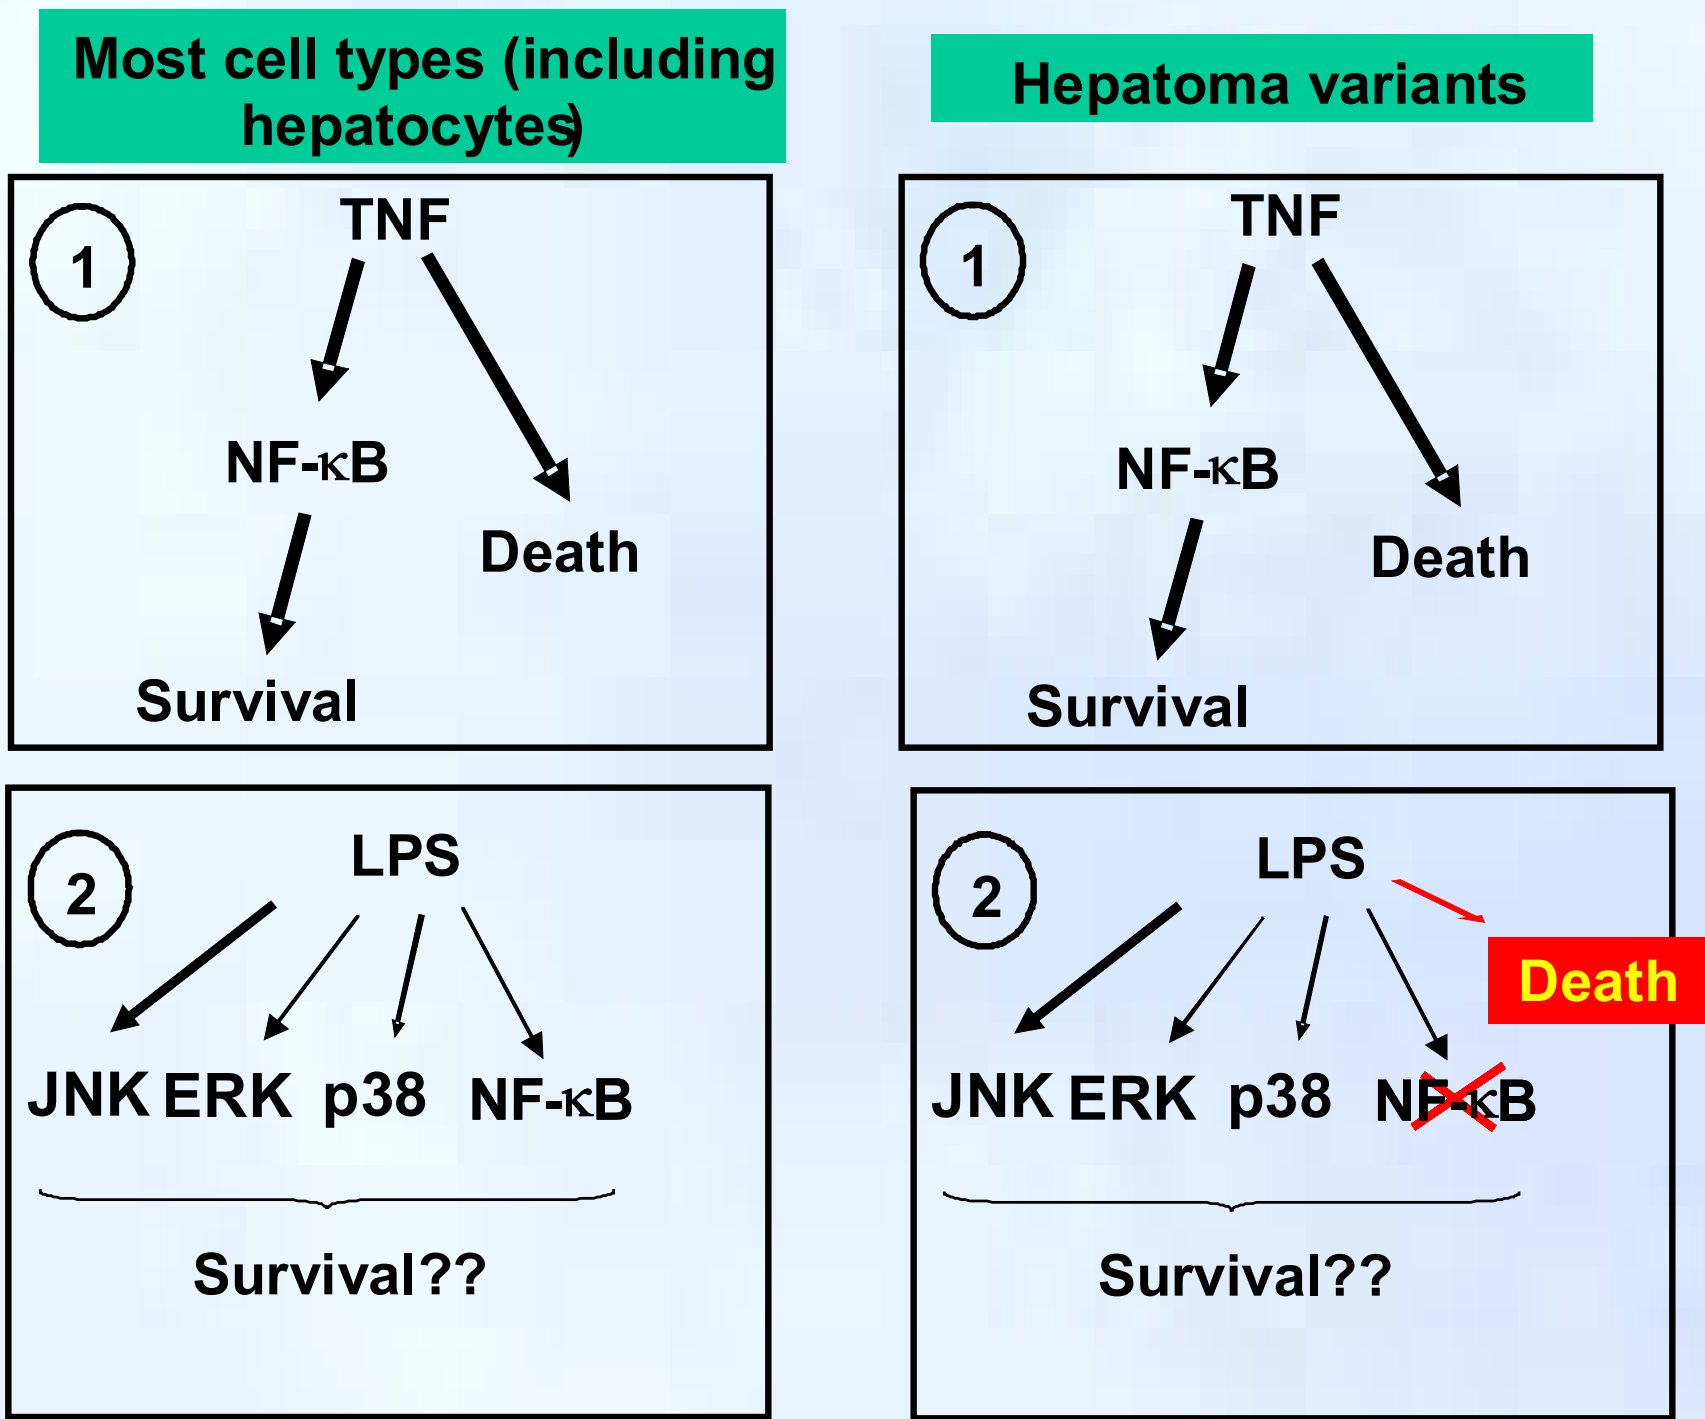 Most cell types (including
hepatocytes)
Hepatoma variants
1
TNF
NF-κB
Death
Survival
1
TNF
NF-κB
Death
Survival
2
LPS
JNK ERK p38 NF-κB
Survival??
2
LPS
Death
JNK ERK p38 NF-κB
Survival??